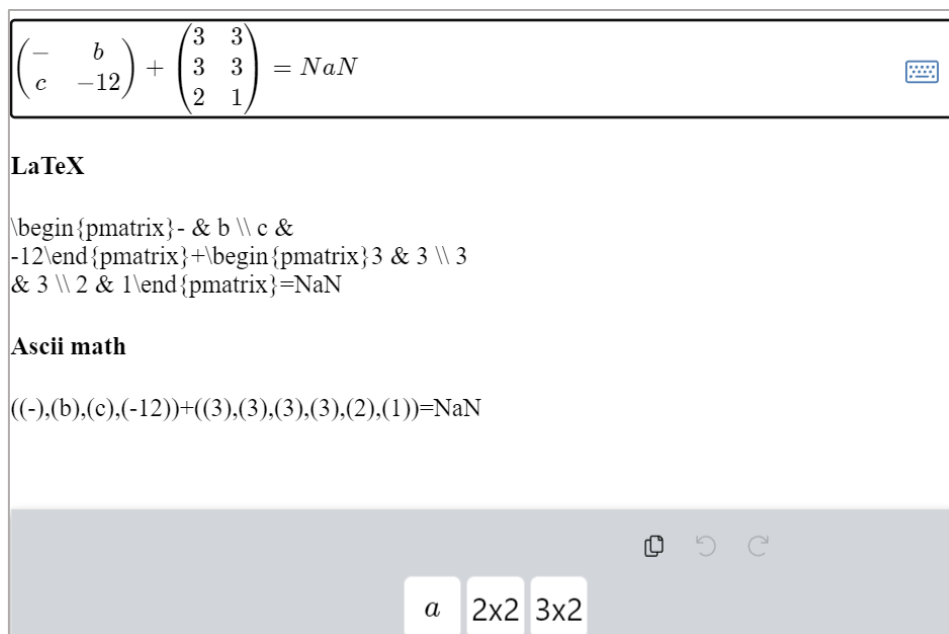 (- b) + (3 3) = NaN
(c -12) (3 3)
(2 1)
LaTeX
\begin{pmatrix}- & b \\ c &
-12\end{pmatrix}+\begin{pmatrix}3 & 3 \\ 3
& 3 \\ 2 & 1\end{pmatrix}=NaN
Ascii math
((-),(b),(c),(-12))+((3),(3),(3),(3),(2),(1))=NaN
a 2x2 3x2